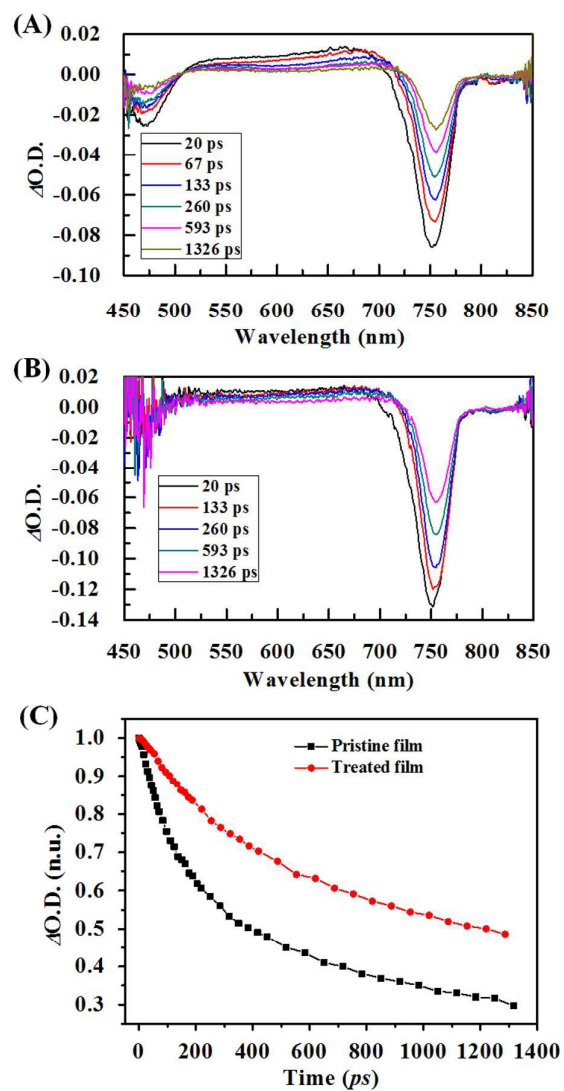 (A)
0.02
0.00
-0.02
-0.04
-0.06
-0.08
-0.10
ΔO.D.
20 ps
67 ps
133 ps
260 ps
593 ps
1326 ps
450 500 550 600 650 700 750 800 850
Wavelength (nm)
(B)
0.02
0.00
-0.02
-0.04
-0.06
-0.08
-0.10
-0.12
-0.14
ΔO.D.
20 ps
133 ps
260 ps
593 ps
1326 ps
450 500 550 600 650 700 750 800 850
Wavelength (nm)
(C)
1.0
0.9
0.8
0.7
0.6
0.5
0.4
0.3
ΔO.D. (n.u.)
Pristine film
Treated film
0 200 400 600 800 1000 1200 1400
Time (ps)